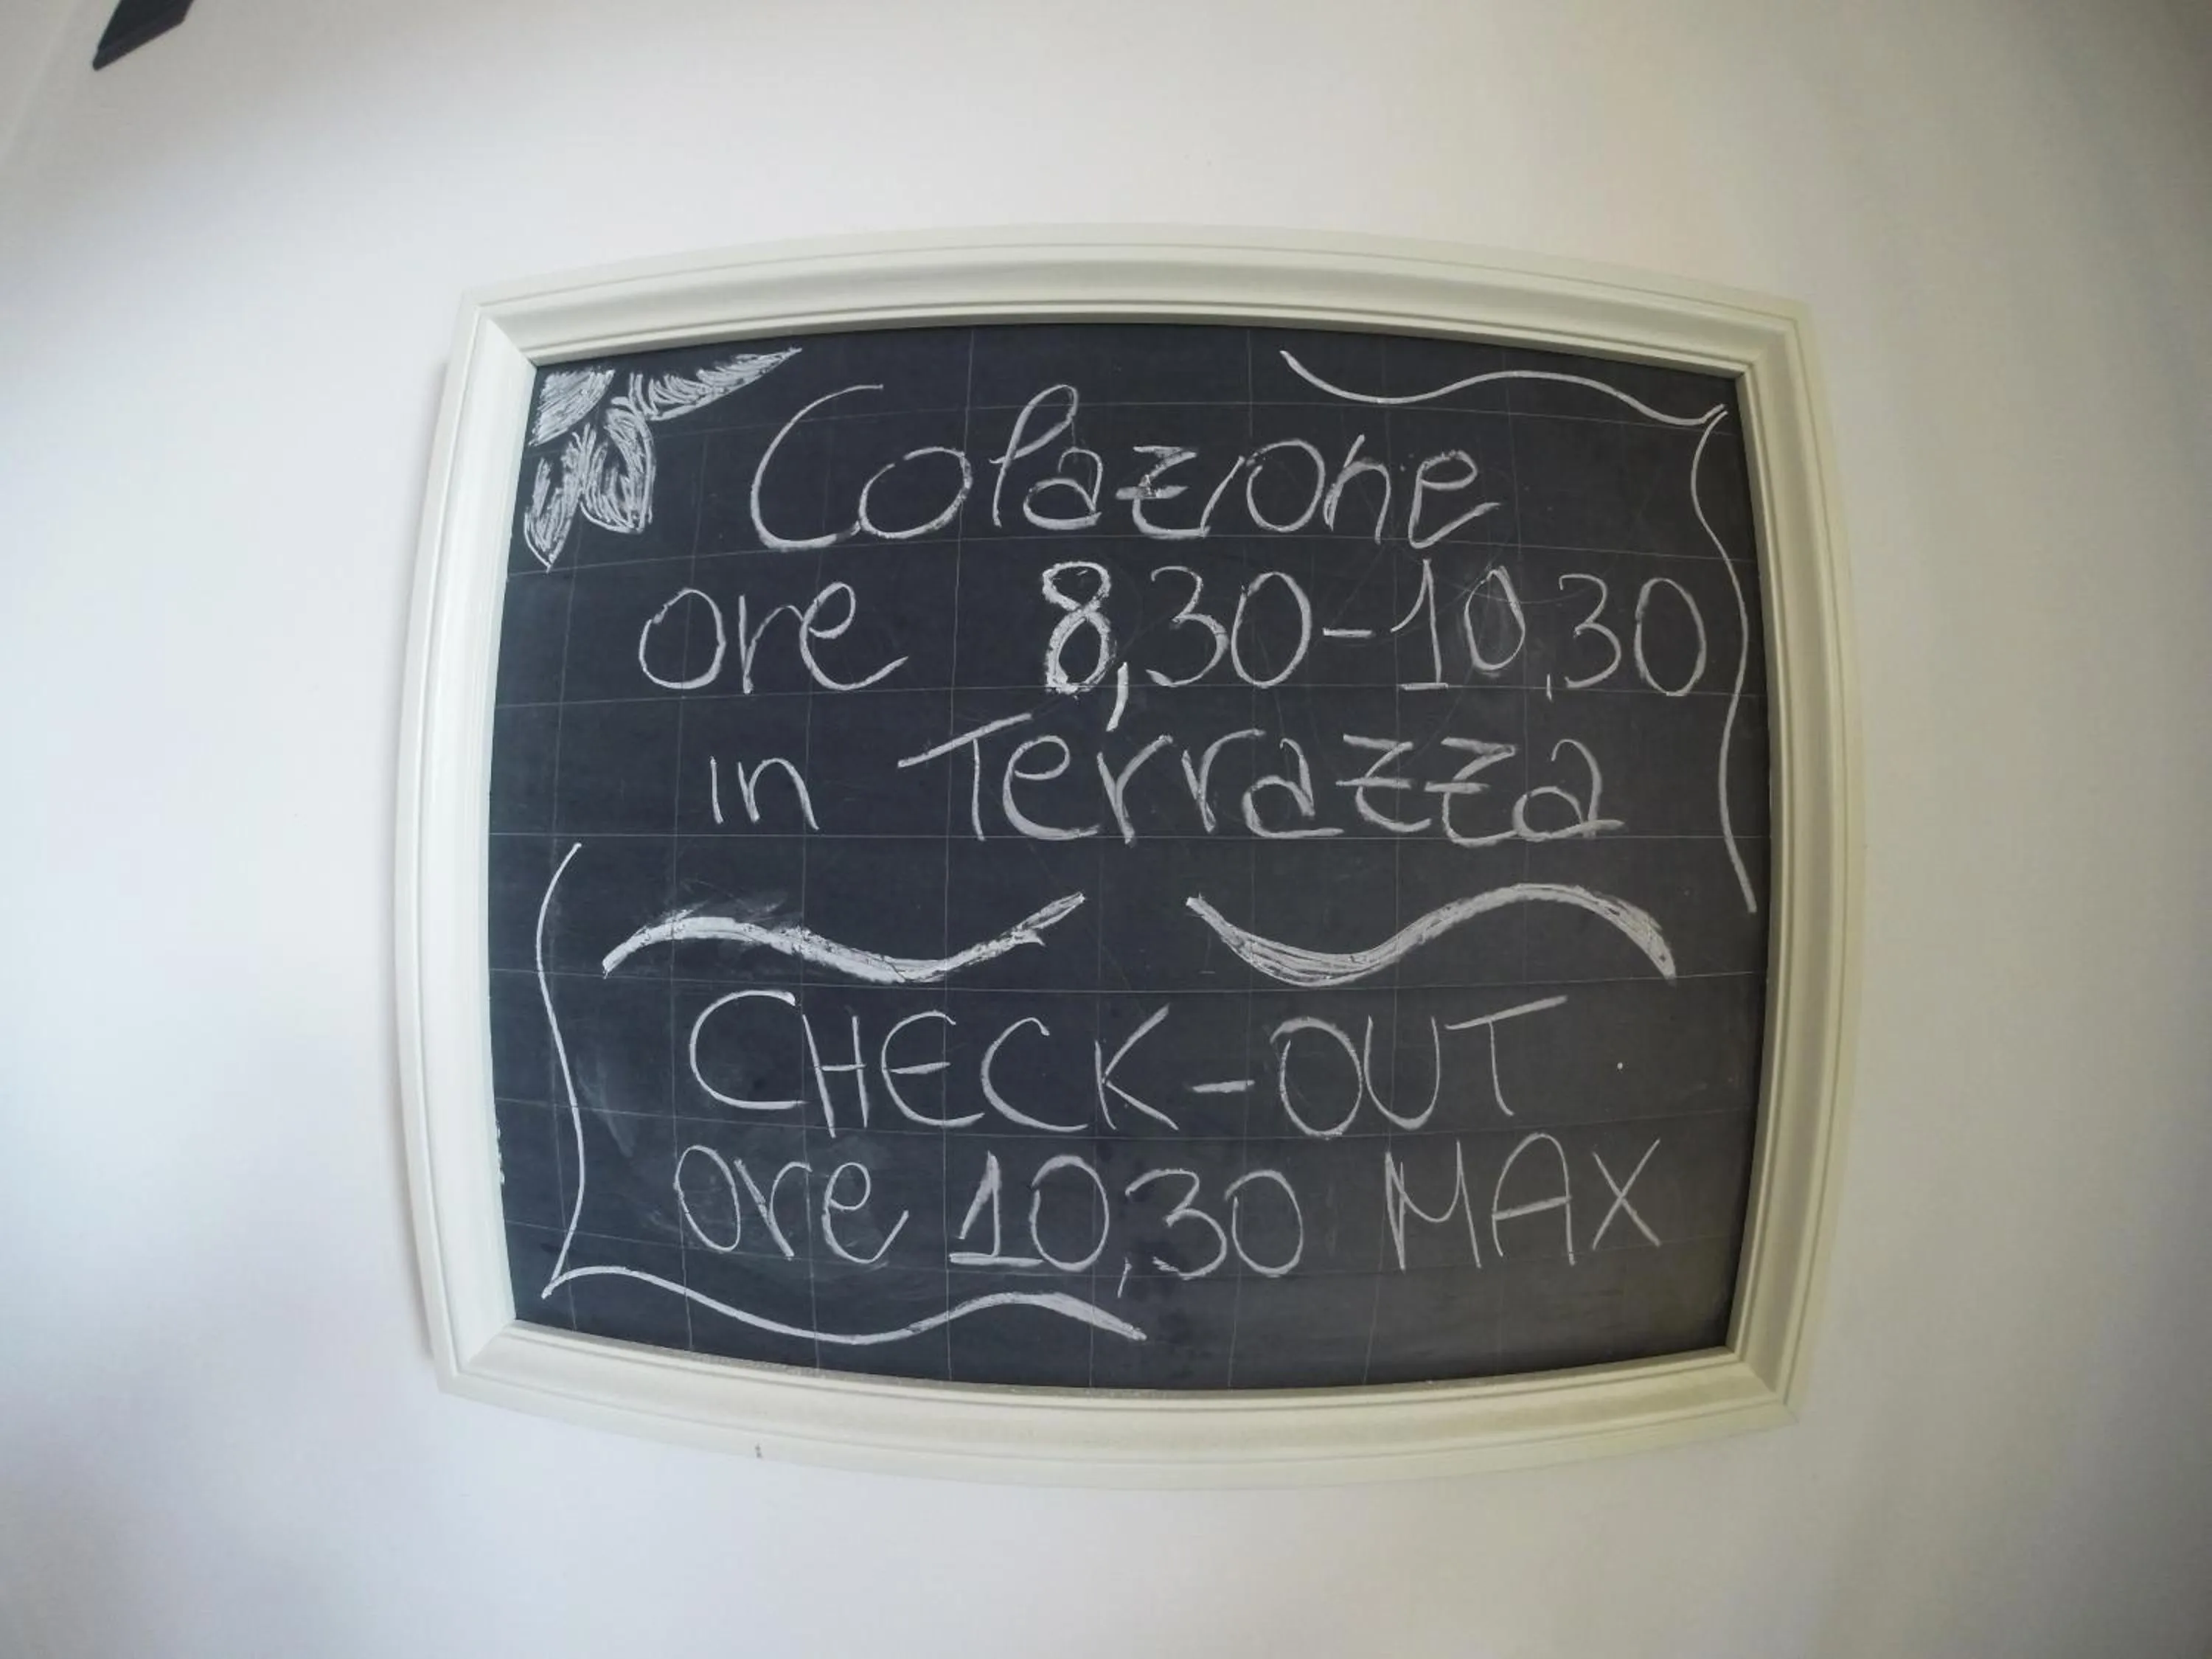 Colazione
ore 8,30-10,30
in Terrazza
CHECK-OUT
ore 10,30 MAX